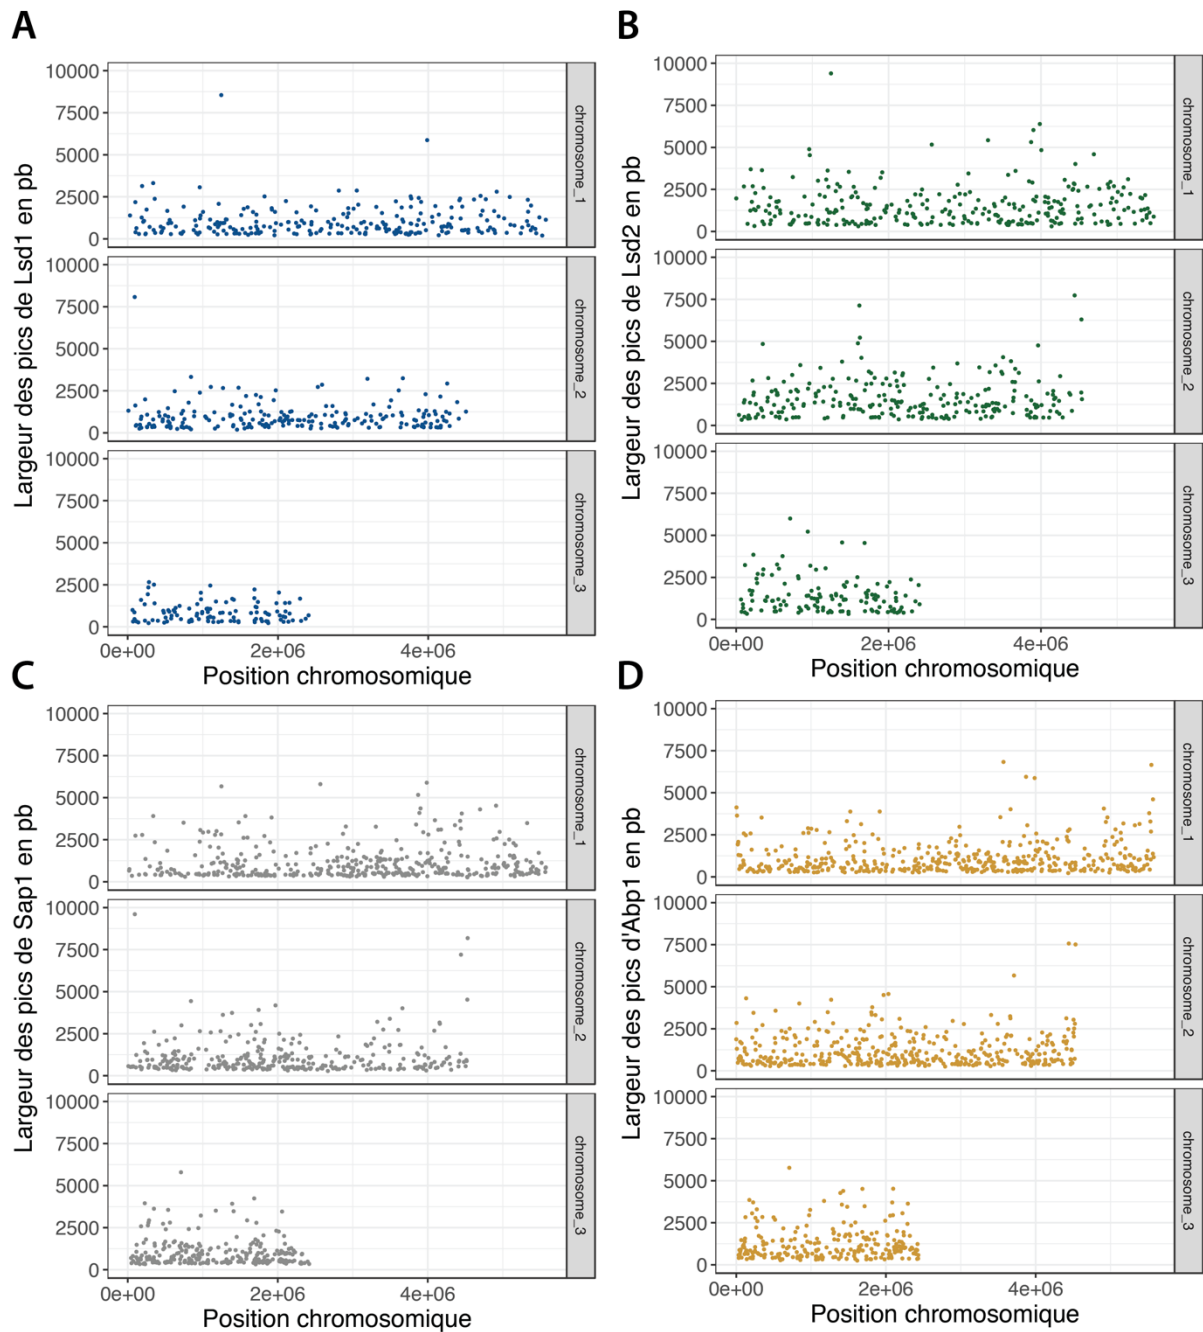 A
Largeur des pics de Lsd1 en pb
10000
7500
5000
2500
0
chromosome_1
10000
7500
5000
2500
0
chromosome_2
10000
7500
5000
2500
0
chromosome_3
0e+00
2e+06
4e+06
Position chromosomique
B
Largeur des pics de Lsd2 en pb
10000
7500
5000
2500
0
chromosome_1
10000
7500
5000
2500
0
chromosome_2
10000
7500
5000
2500
0
chromosome_3
0e+00
2e+06
4e+06
Position chromosomique
C
Largeur des pics de Sap1 en pb
10000
7500
5000
2500
0
chromosome_1
10000
7500
5000
2500
0
chromosome_2
10000
7500
5000
2500
0
chromosome_3
0e+00
2e+06
4e+06
Position chromosomique
D
Largeur des pics d'Abp1 en pb
10000
7500
5000
2500
0
chromosome_1
10000
7500
5000
2500
0
chromosome_2
10000
7500
5000
2500
0
chromosome_3
0e+00
2e+06
4e+06
Position chromosomique